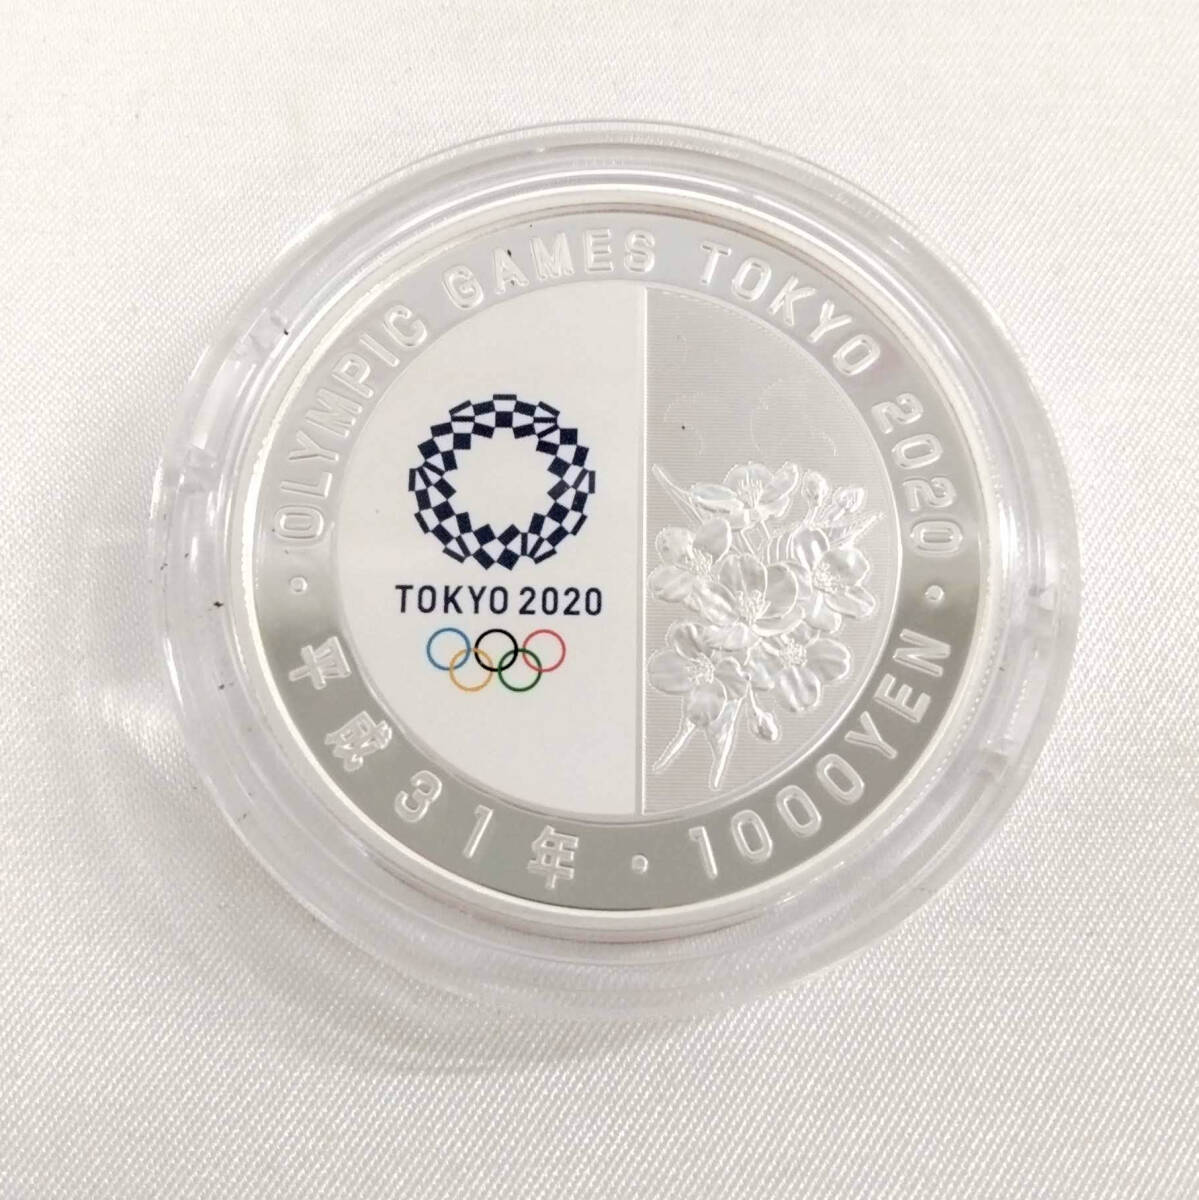 OLYMPIC GAMES TOKYO 2020
TOKYO 2020
平成31年・1000YEN